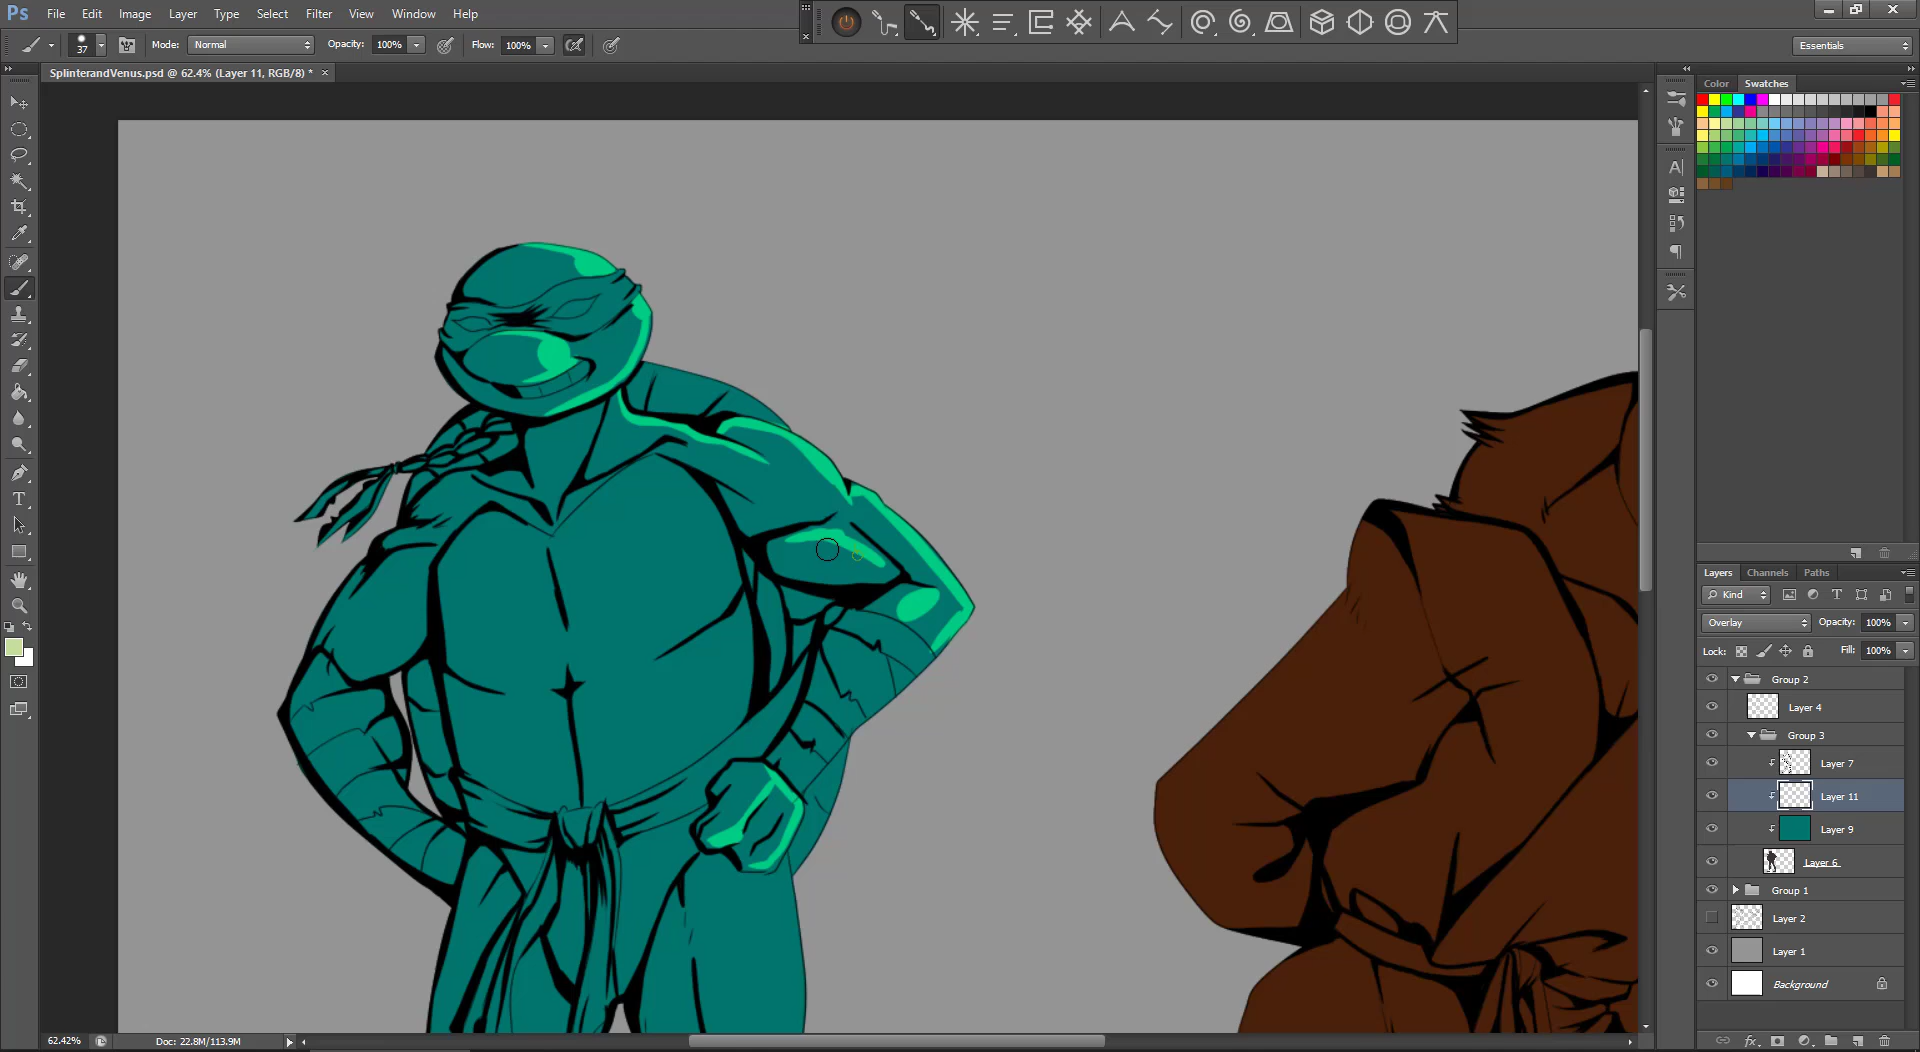 Ps File Edit Image Layer Type Select Filter View Window Help
37 Mode: Normal Opacity: 100% Flow: 100% Essentials
SplinterandVenus.psd @ 62.4% (Layer 11, RGB/8) * ×
Color Swatches
Layers Channels Paths
Kind
Overlay Opacity: 100%
Lock: Fill: 100%
Group 2
Layer 4
Group 3
Layer 7
Layer 11
Layer 9
Layer 6
Group 1
Layer 2
Layer 1
Background
62.42% Doc: 22.8M/113.9M